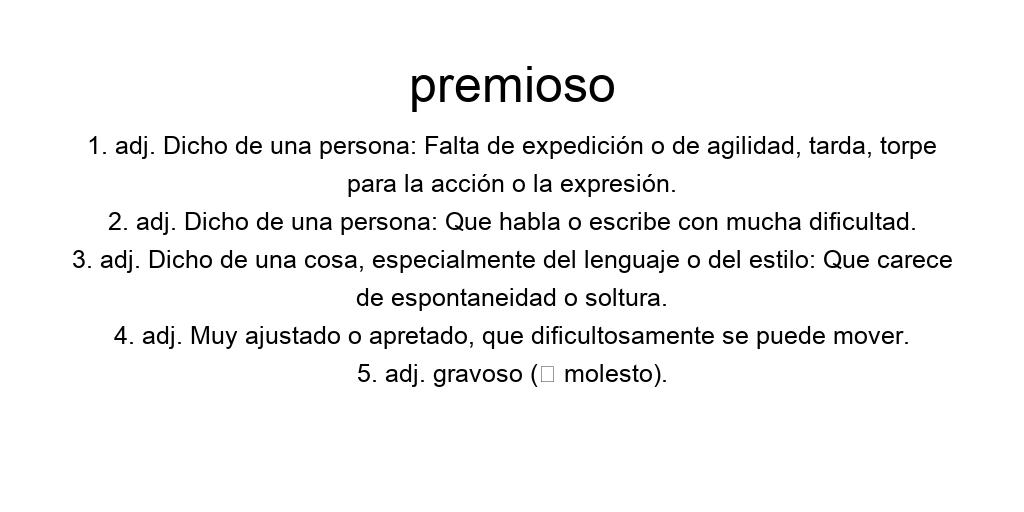 premioso
1. adj. Dicho de una persona: Falta de expedición o de agilidad, tarda, torpe
para la acción o la expresión.
2. adj. Dicho de una persona: Que habla o escribe con mucha dificultad.
3. adj. Dicho de una cosa, especialmente del lenguaje o del estilo: Que carece
de espontaneidad o soltura.
4. adj. Muy ajustado o apretado, que dificultosamente se puede mover.
5. adj. gravoso (□ molesto).